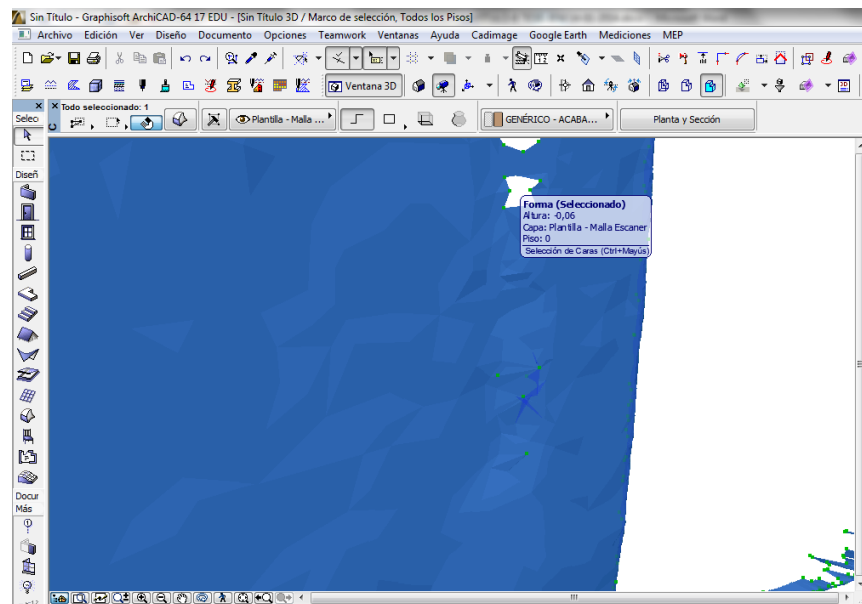 Sin Título - Graphisoft ArchiCAD-64 17 EDU - [Sin Título 3D / Marco de selección, Todos los Pisos]
Archivo Edición Ver Diseño Documento Opciones Teamwork Ventanas Ayuda Cadimage Google Earth Mediciones MEP
Ventana 3D
Todo seleccionado: 1
Selec
Plantilla - Malla ...
GENÉRICO - ACABA...
Planta y Sección
Diseñ
Forma (Seleccionado)
Altura: -0,06
Capa: Plantilla - Malla Escaner
Piso: 0
Selección de Caras (Ctrl+Mayús)
Docur
Más